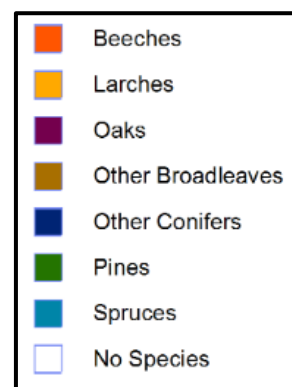 Beeches
Larches
Oaks
Other Broadleaves
Other Conifers
Pines
Spruces
No Species